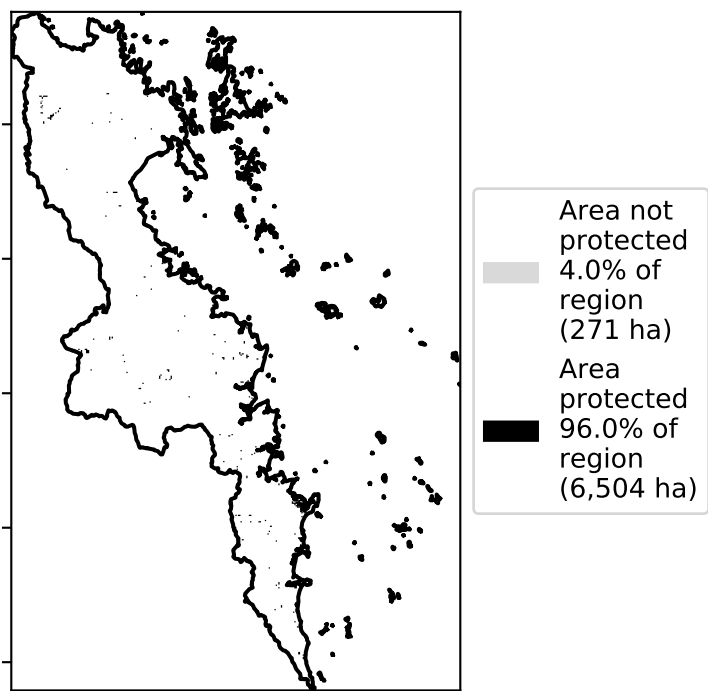 Area not
protected
4.0% of
region
(271 ha)
Area
protected
96.0% of
region
(6,504 ha)